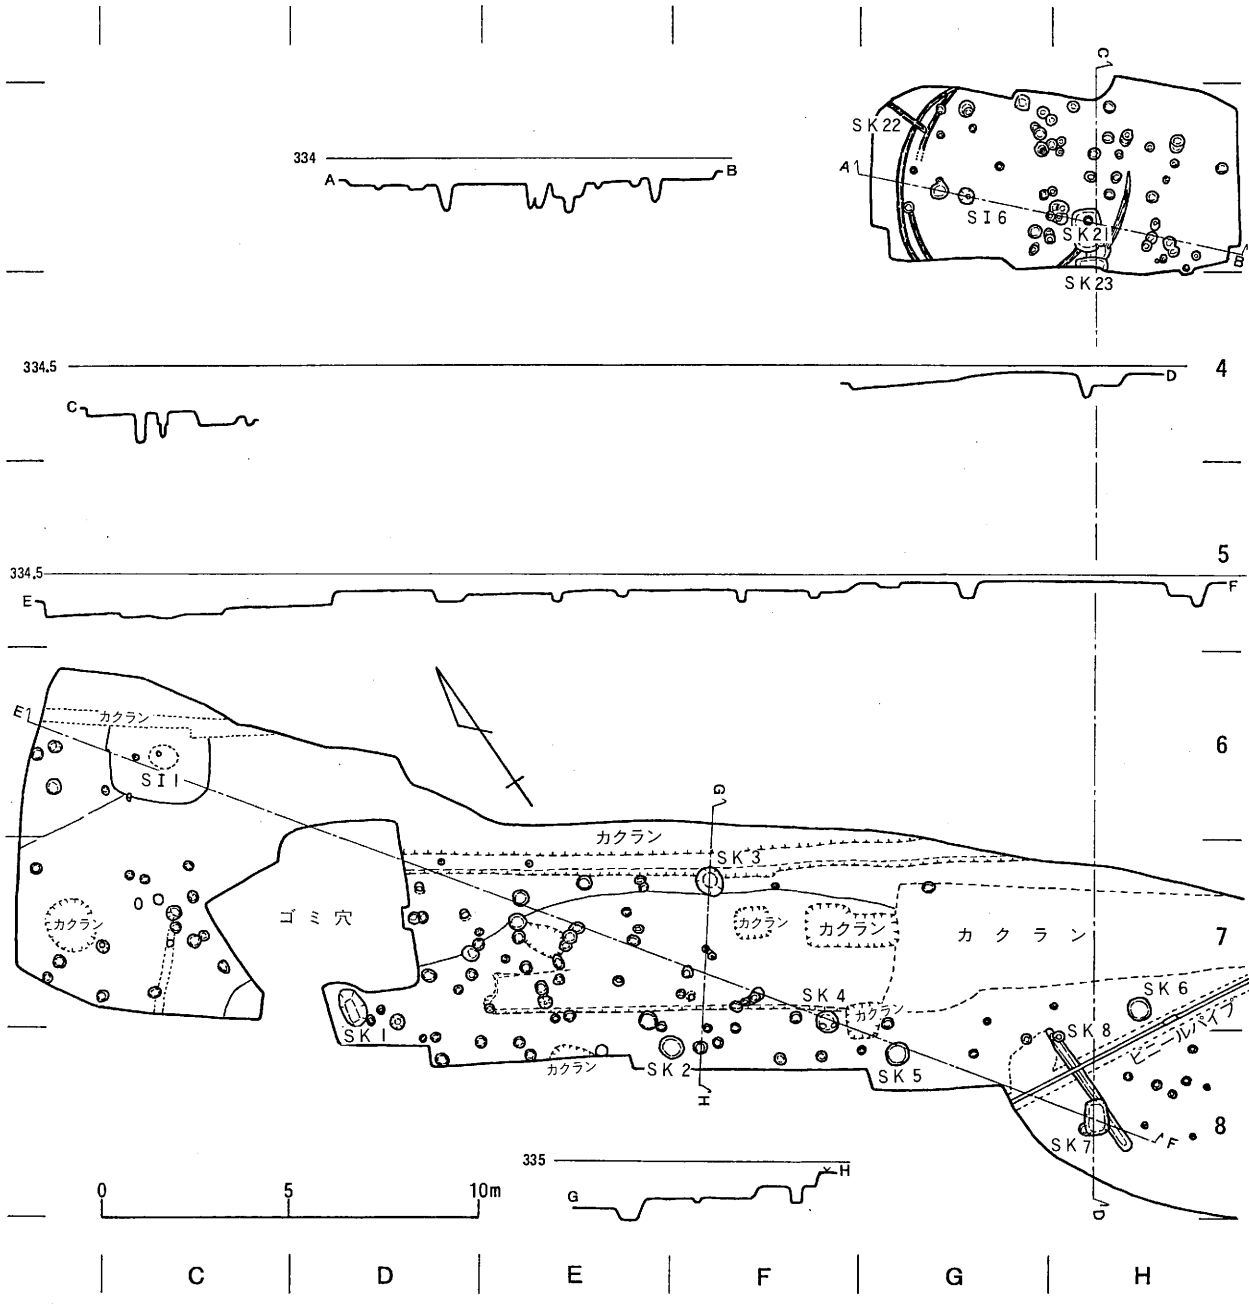 C
SK22
334
A
B
A
SI6
SK21
B
SK23
334.5
4
D
C
5
334.5
E
F
E
カクラン
6
SI1
G
カクラン
SK3
ゴミ穴
カクラン
カクラン
カクラン
カクラン
7
SK4
カクラン
SK6
SK1
SK8
ビニールパイプ
カクラン
SK2
SK5
H
SK7
F
8
335
H
G
0 5 10m
D
C D E F G H